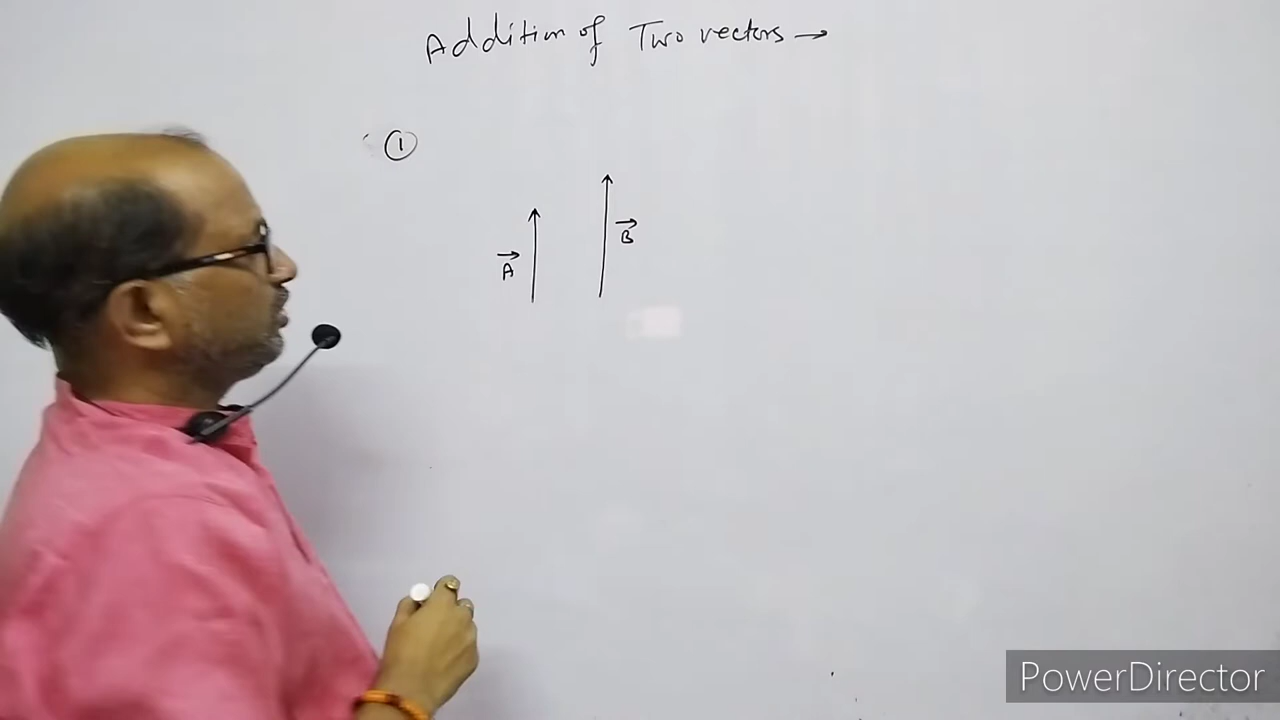 Addition of Two vectors →
①
→
B
→
A
PowerDirector